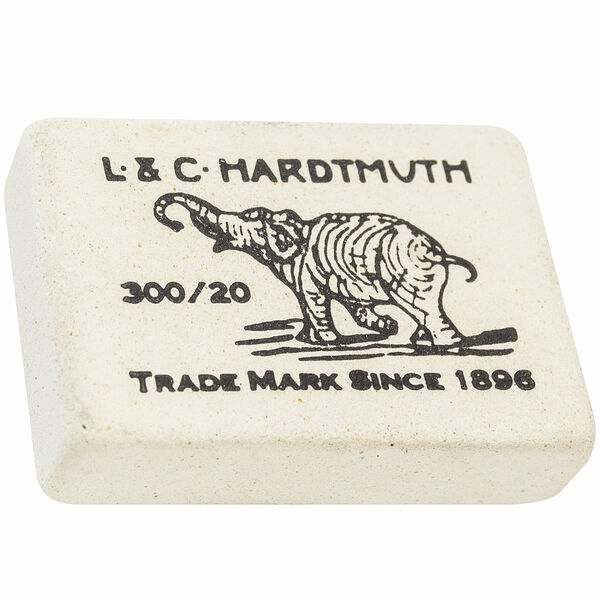 L. & C. HARDTMUTH
300/20
TRADE MARK SINCE 1896